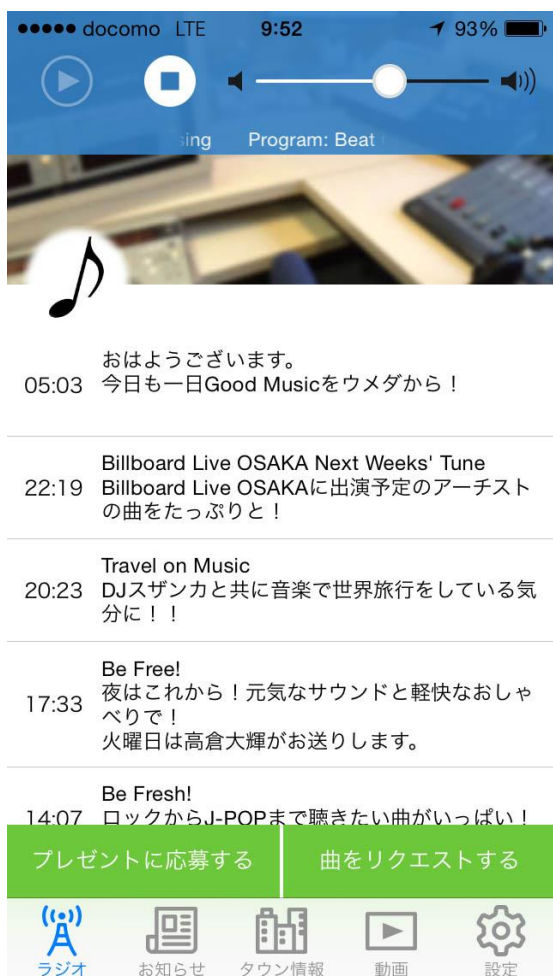 docomo LTE 9:52 93%
sing Program: Beat
05:03
おはようございます。
今日も一日Good Musicをウメダから！
22:19
Billboard Live OSAKA Next Weeks' Tune
Billboard Live OSAKAに出演予定のアーチスト
の曲をたっぷりと！
20:23
Travel on Music
DJスザンカと共に音楽で世界旅行をしている気
分に！！
17:33
Be Free!
夜はこれから！元気なサウンドと軽快なおしゃ
べりで！
火曜日は高倉大輝がお送りします。
14:07
Be Fresh!
ロックからJ-POPまで聴きたい曲がいっぱい！
プレゼントに応募する 曲をリクエストする
ラジオ お知らせ タウン情報 動画 設定